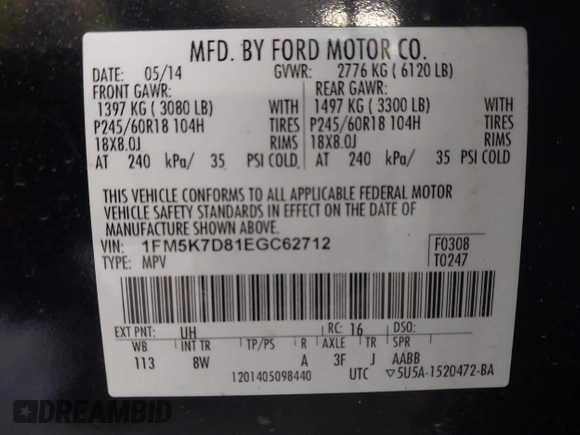 MFD. BY FORD MOTOR CO.
DATE: 05/14 GVWR: 2776 KG ( 6120 LB)
FRONT GAWR: REAR GAWR:
1397 KG ( 3080 LB) WITH 1497 KG ( 3300 LB) WITH
P245/60R18 104H TIRES P245/60R18 104H TIRES
18X8.0J RIMS 18X8.0J RIMS
AT 240 kPa/ 35 PSI COLD AT 240 kPa/ 35 PSI COLD
THIS VEHICLE CONFORMS TO ALL APPLICABLE FEDERAL MOTOR
VEHICLE SAFETY STANDARDS IN EFFECT ON THE DATE OF
MANUFACTURE SHOWN ABOVE.
VIN: 1FM5K7D81EGC62712 F0308
TYPE: MPV T0247
EXT PNT: UH RC: 16 DSO:
WB INT TR TP/PS R AXLE TR SPR
113 8W A 3F J AABB
1201405098440 UTC ▽5U5A-1520472-BA
DREAMBID